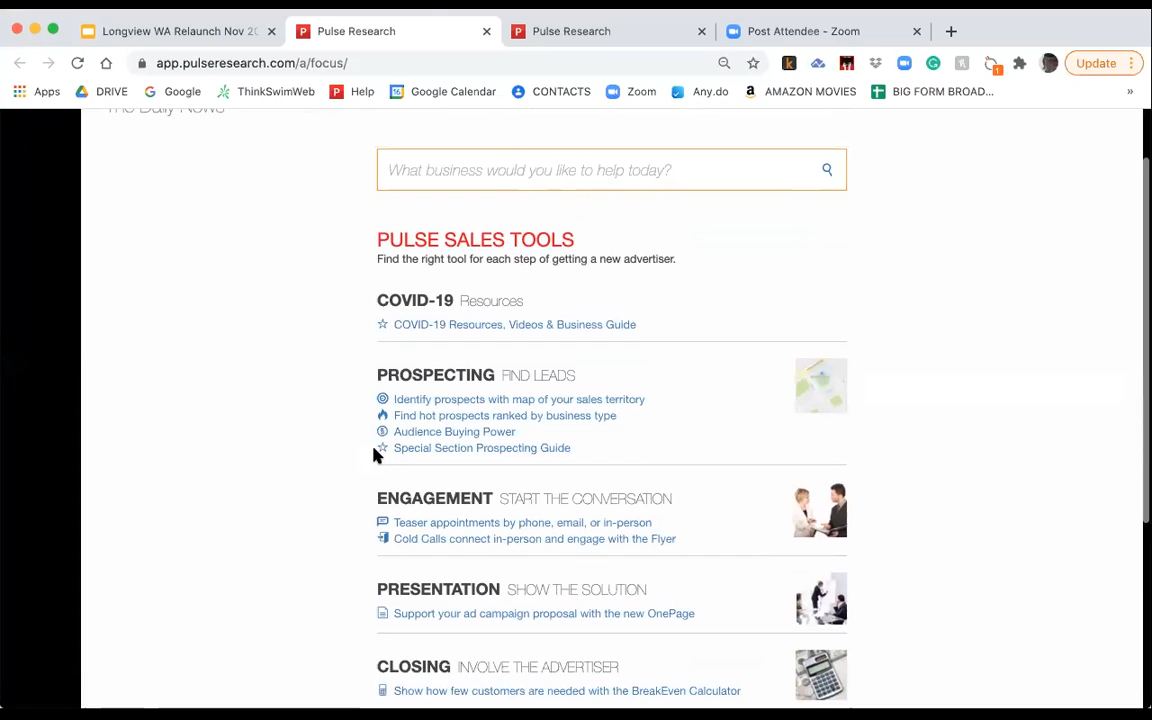 Longview WA Relaunch Nov 20
Pulse Research
Pulse Research
Post Attendee - Zoom
app.pulseresearch.com/a/focus/
1
Update
Apps
DRIVE
Google
ThinkSwimWeb
Help
16
Google Calendar
CONTACTS
Zoom
Any.do
AMAZON MOVIES
BIG FORM BROAD...
»
The Daily News
What business would you like to help today?
PULSE SALES TOOLS
Find the right tool for each step of getting a new advertiser.
COVID-19 Resources
COVID-19 Resources, Videos & Business Guide
PROSPECTING FIND LEADS
Identify prospects with map of your sales territory
Find hot prospects ranked by business type
Audience Buying Power
Special Section Prospecting Guide
ENGAGEMENT START THE CONVERSATION
Teaser appointments by phone, email, or in-person
Cold Calls connect in-person and engage with the Flyer
PRESENTATION SHOW THE SOLUTION
Support your ad campaign proposal with the new OnePage
CLOSING INVOLVE THE ADVERTISER
Show how few customers are needed with the BreakEven Calculator